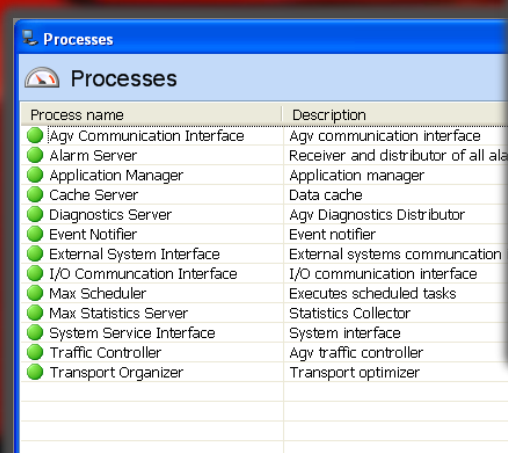 Processes
Processes
Process name Description
Agv Communication Interface Agv communication interface
Alarm Server Receiver and distributor of all ala
Application Manager Application manager
Cache Server Data cache
Diagnostics Server Agv Diagnostics Distributor
Event Notifier Event notifier
External System Interface External systems communcation
I/O Communcation Interface I/O communication interface
Max Scheduler Executes scheduled tasks
Max Statistics Server Statistics Collector
System Service Interface System interface
Traffic Controller Agv traffic controller
Transport Organizer Transport optimizer